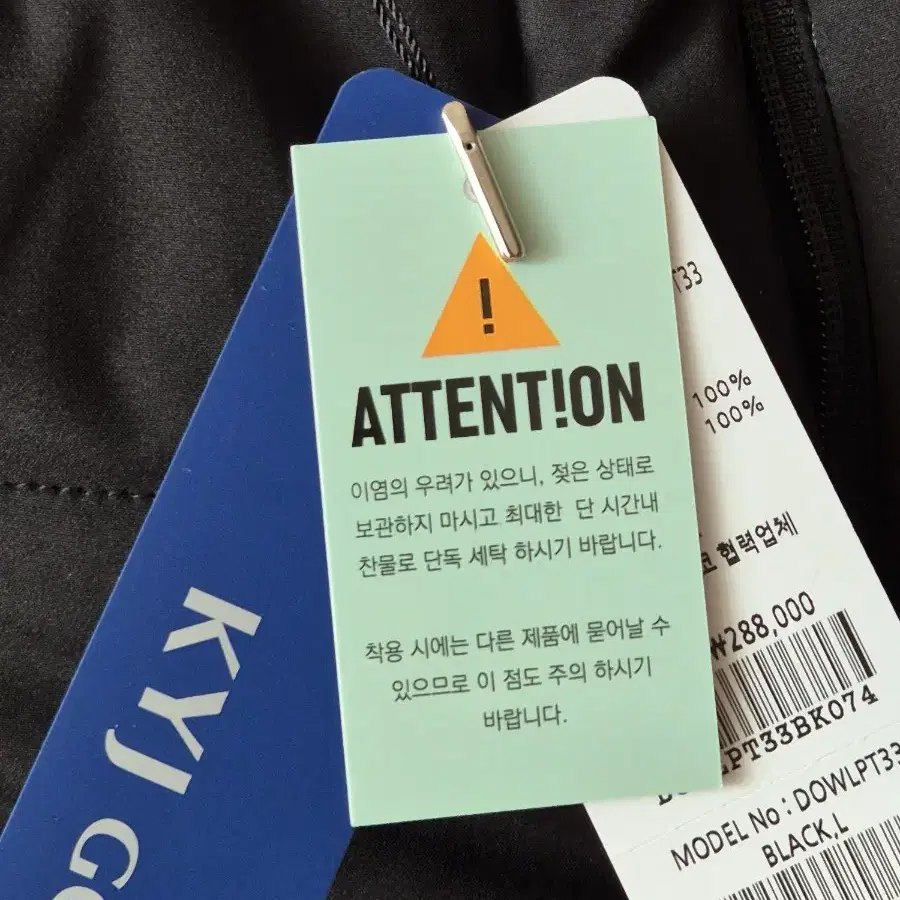 !
ATTENT!ON
이염의 우려가 있으니, 젖은 상태로
보관하지 마시고 최대한 단 시간내
찬물로 단독 세탁 하시기 바랍니다.
착용 시에는 다른 제품에 묻어날 수
있으므로 이 점도 주의 하시기
바랍니다.
KYJ
T33
100%
100%
협력업체
₩288,000
LPT33BK074
MODEL No : DOWLPT33
BLACK,L